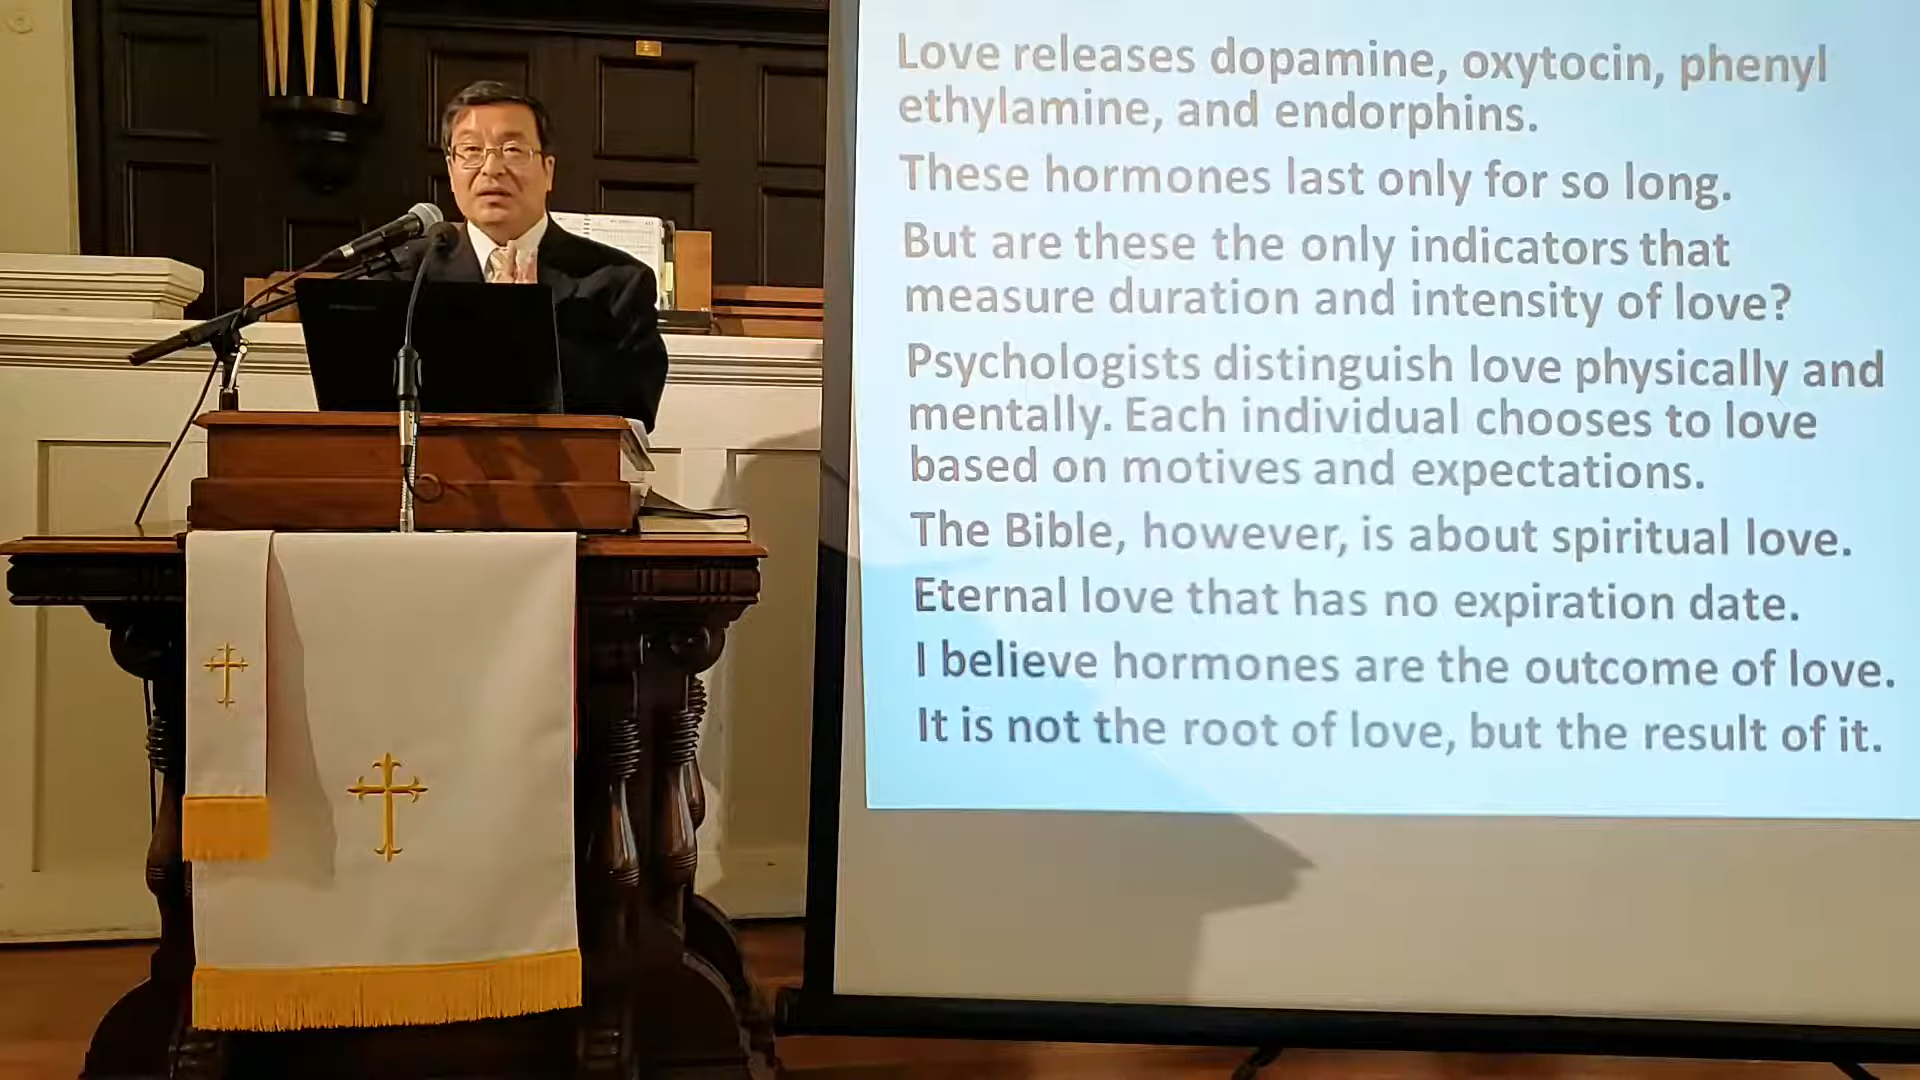 Love releases dopamine, oxytocin, phenyl
ethylamine, and endorphins.
These hormones last only for so long.
But are these the only indicators that
measure duration and intensity of love?
Psychologists distinguish love physically and
mentally. Each individual chooses to love
based on motives and expectations.
The Bible, however, is about spiritual love.
Eternal love that has no expiration date.
I believe hormones are the outcome of love.
It is not the root of love, but the result of it.